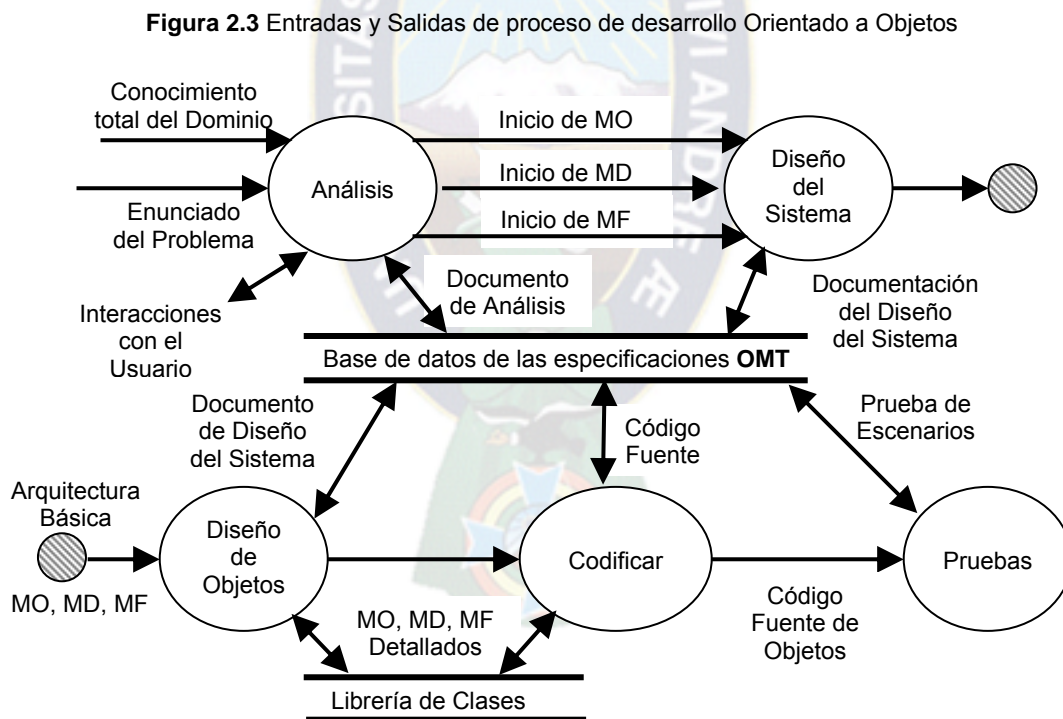 Figura 2.3 Entradas y Salidas de proceso de desarrollo Orientado a Objetos
SITAS
IVI ANDRE Æ
U
Conocimiento
total del Dominio
Enunciado
del Problema
Interacciones
con el
Usuario
Análisis
Inicio de MO
Inicio de MD
Inicio de MF
Diseño
del
Sistema
Documento
de Análisis
Documentación
del Diseño
del Sistema
Base de datos de las especificaciones OMT
Documento
de Diseño
del Sistema
Código
Fuente
Prueba de
Escenarios
Arquitectura
Básica
MO, MD, MF
Diseño
de
Objetos
Codificar
Pruebas
MO, MD, MF
Detallados
Código
Fuente de
Objetos
Librería de Clases